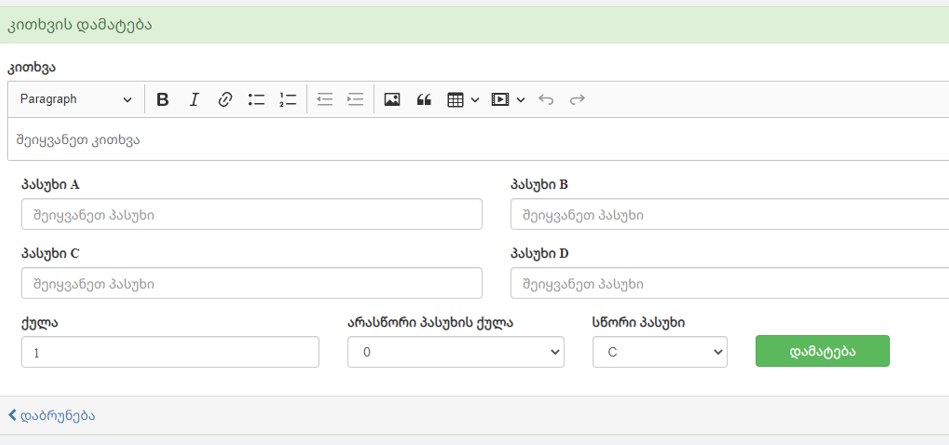 კითხვის დამატება
კითხვა
Paragraph
შეიყვანეთ კითხვა
პასუხი A
პასუხი B
შეიყვანეთ პასუხი
შეიყვანეთ პასუხი
პასუხი C
პასუხი D
შეიყვანეთ პასუხი
შეიყვანეთ პასუხი
ქულა
არასწორი პასუხის ქულა
სწორი პასუხი
1
0
C
დამატება
დაბრუნება